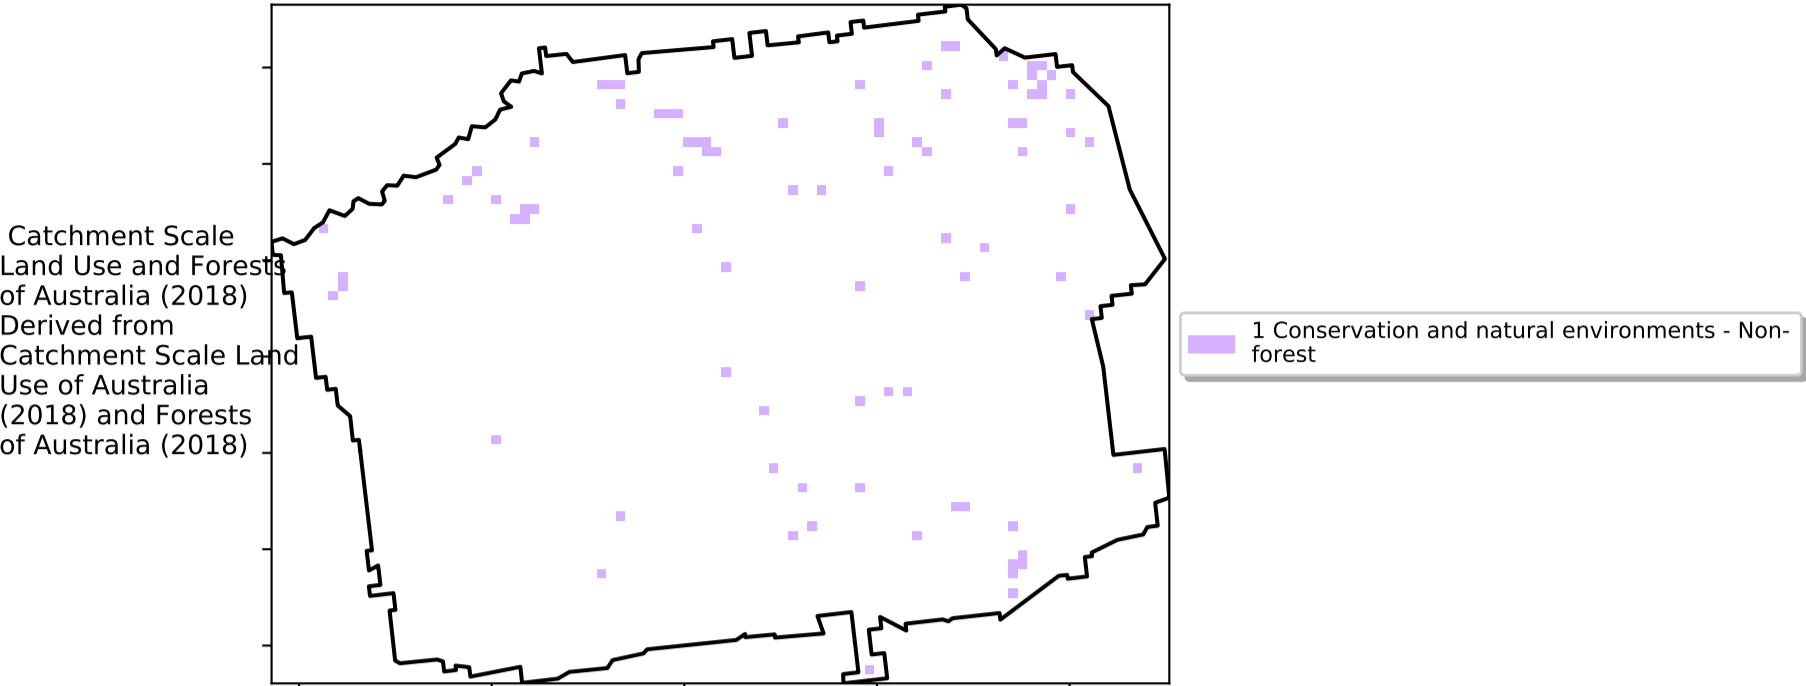 Catchment Scale
Land Use and Forests
of Australia (2018)
Derived from
Catchment Scale Land
Use of Australia
(2018) and Forests
of Australia (2018)
1 Conservation and natural environments - Non-
forest